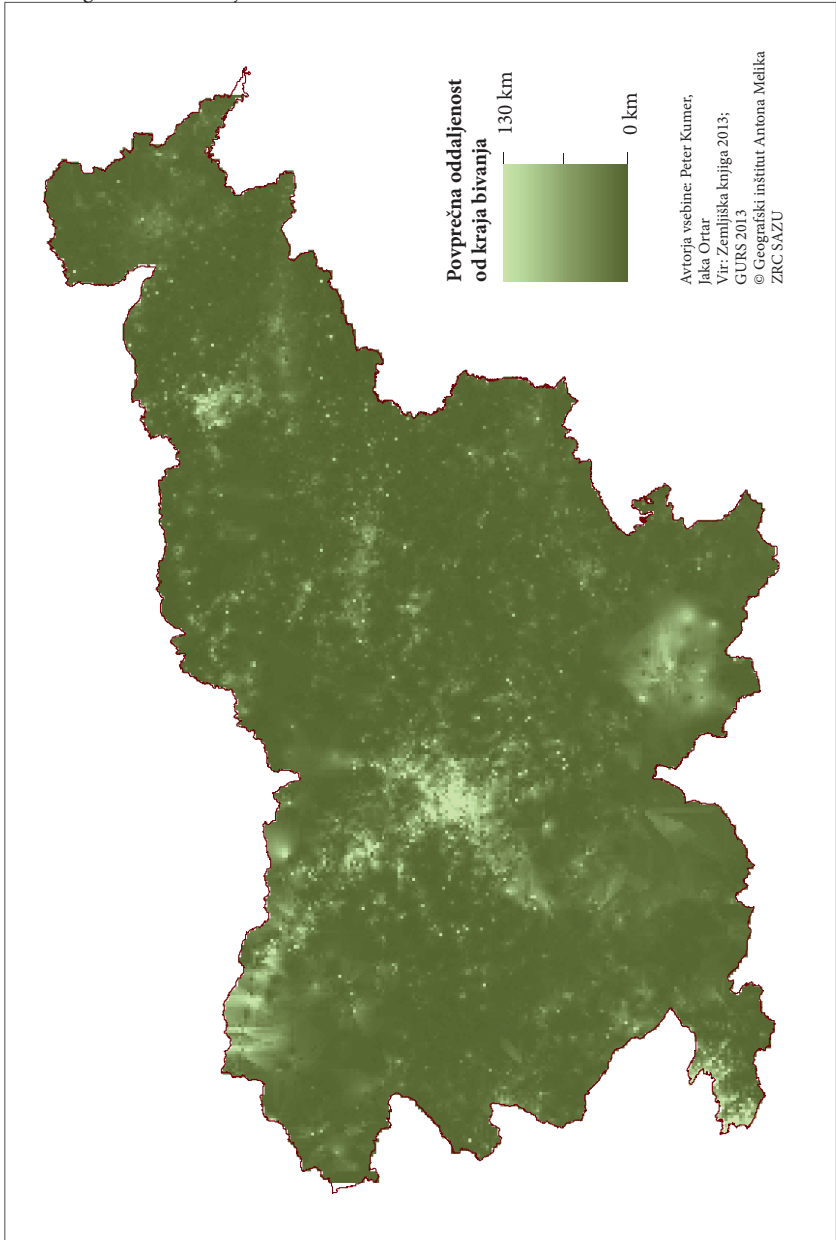 Povprečna oddaljenost
od kraja bivanja
130 km
0 km
Avtorja vsebine: Peter Kumer,
Jaka Ortar
Vir: Zemljiška knjiga 2013;
GURS 2013
© Geografski inštitut Antona Melika
ZRC SAZU